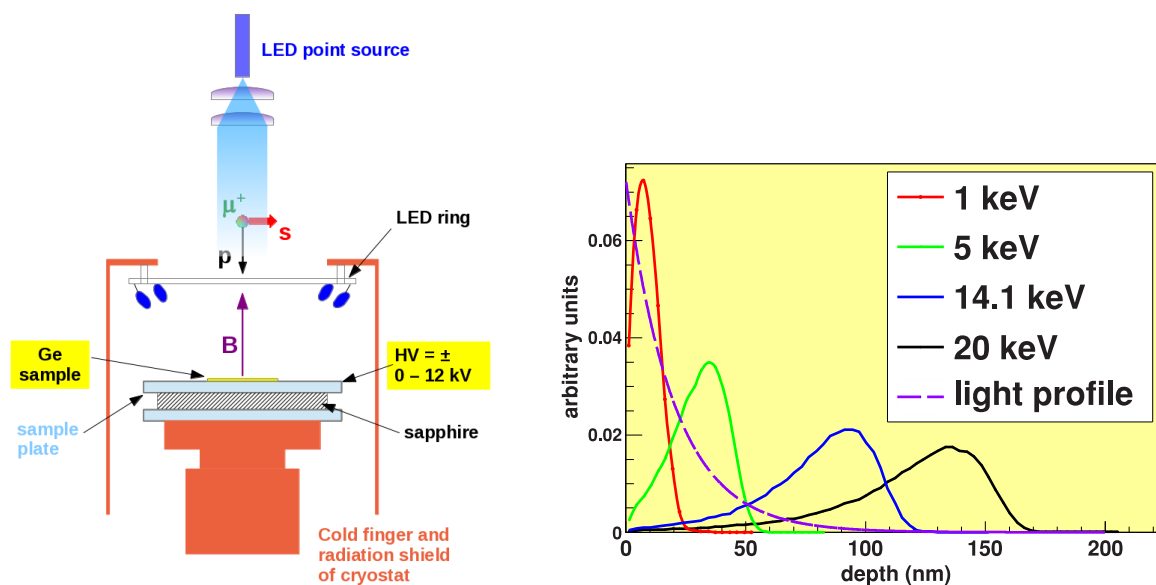 LED point source
μ+
s
p
LED ring
B
Ge
sample
HV = ±
0 – 12 kV
sample
plate
sapphire
Cold finger and
radiation shield
of cryostat
1 keV
5 keV
14.1 keV
20 keV
light profile
arbitrary units
0.06
0.04
0.02
0
0
50
100
150
200
depth (nm)